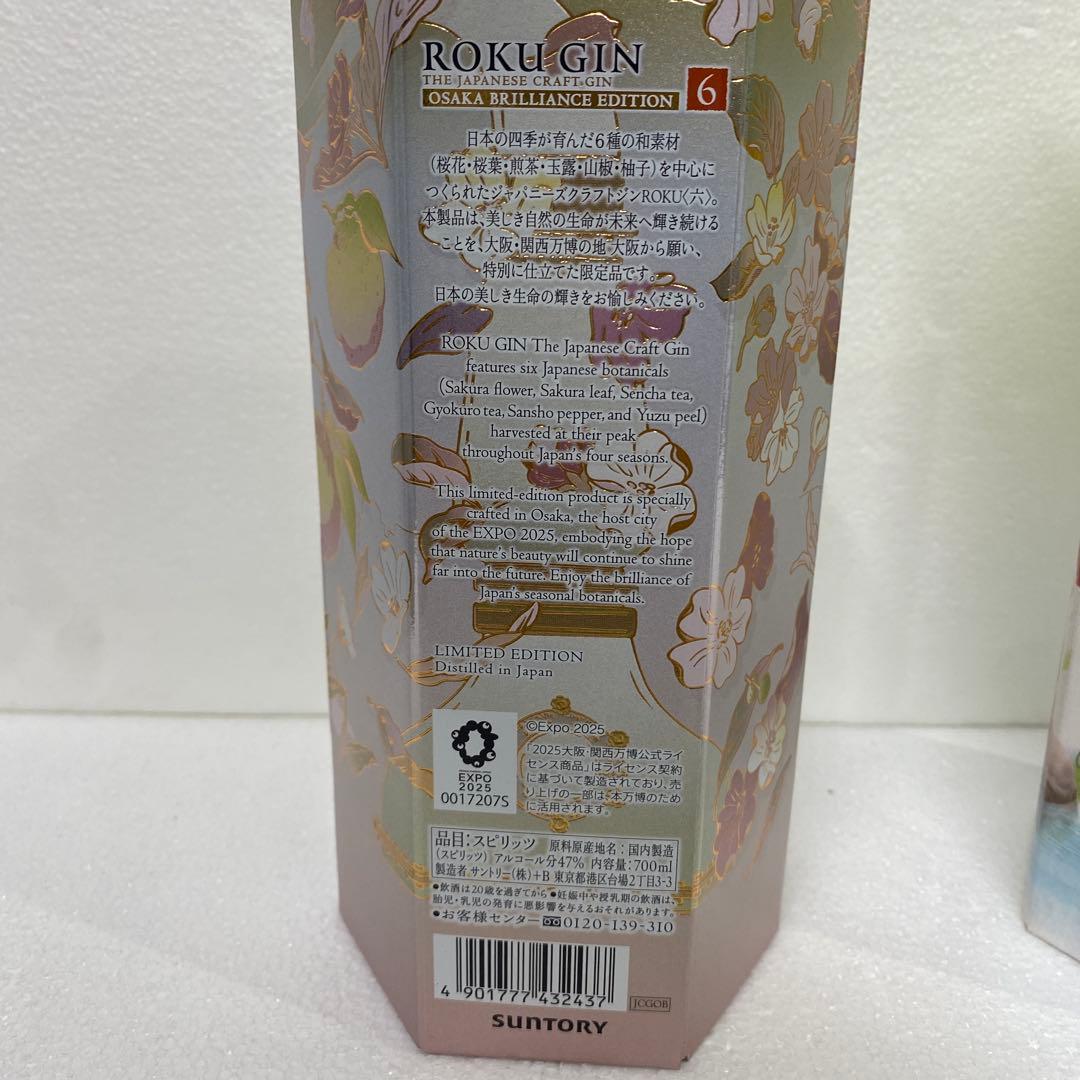 ROKU GIN
THE JAPANESE CRAFT GIN
OSAKA BRILLIANCE EDITION 6
日本の四季が育んだ6種の和素材
(桜花・桜葉・煎茶・玉露・山椒・柚子)を中心に
つくられたジャパニーズクラフトジンROKU〈六〉。
本製品は、美しき自然の生命が未来へ輝き続ける
ことを、大阪・関西万博の地 大阪から願い、
特別に仕立てた限定品です。
日本の美しき生命の輝きをお愉しみください。
ROKU GIN The Japanese Craft Gin
features six Japanese botanicals
(Sakura flower, Sakura leaf, Sencha tea,
Gyokuro tea, Sansho pepper, and Yuzu peel)
harvested at their peak
throughout Japan's four seasons.
This limited-edition product is specially
crafted in Osaka, the host city
of the EXPO 2025, embodying the hope
that nature's beauty will continue to shine
far into the future. Enjoy the brilliance of
Japan's seasonal botanicals.
LIMITED EDITION
Distilled in Japan
EXPO
2025
0017207S
©Expo 2025
「2025大阪・関西万博公式ライ
センス商品」はライセンス契約
に基づいて製造されており、売
り上げの一部は、本万博のため
に活用されます。
品目：スピリッツ 原料原産地名：国内製造
(スピリッツ) アルコール分47% 内容量：700ml
製造者 サントリー(株)+B 東京都港区台場2丁目3-3
●飲酒は20歳を過ぎてから ●妊娠中や授乳期の飲酒は、
胎児・乳児の発育に悪影響を与えるおそれがあります。
●お客様センター 0120-139-310
4 901777 432437
JCGOB
SUNTORY